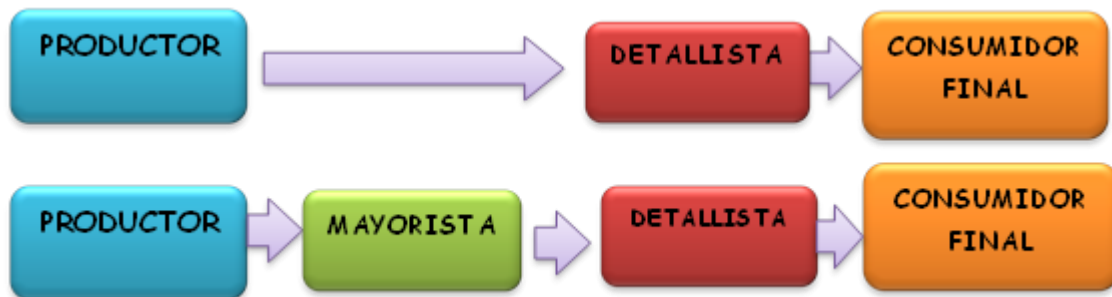 PRODUCTOR
DETALLISTA
CONSUMIDOR
FINAL
PRODUCTOR
MAYORISTA
DETALLISTA
CONSUMIDOR
FINAL